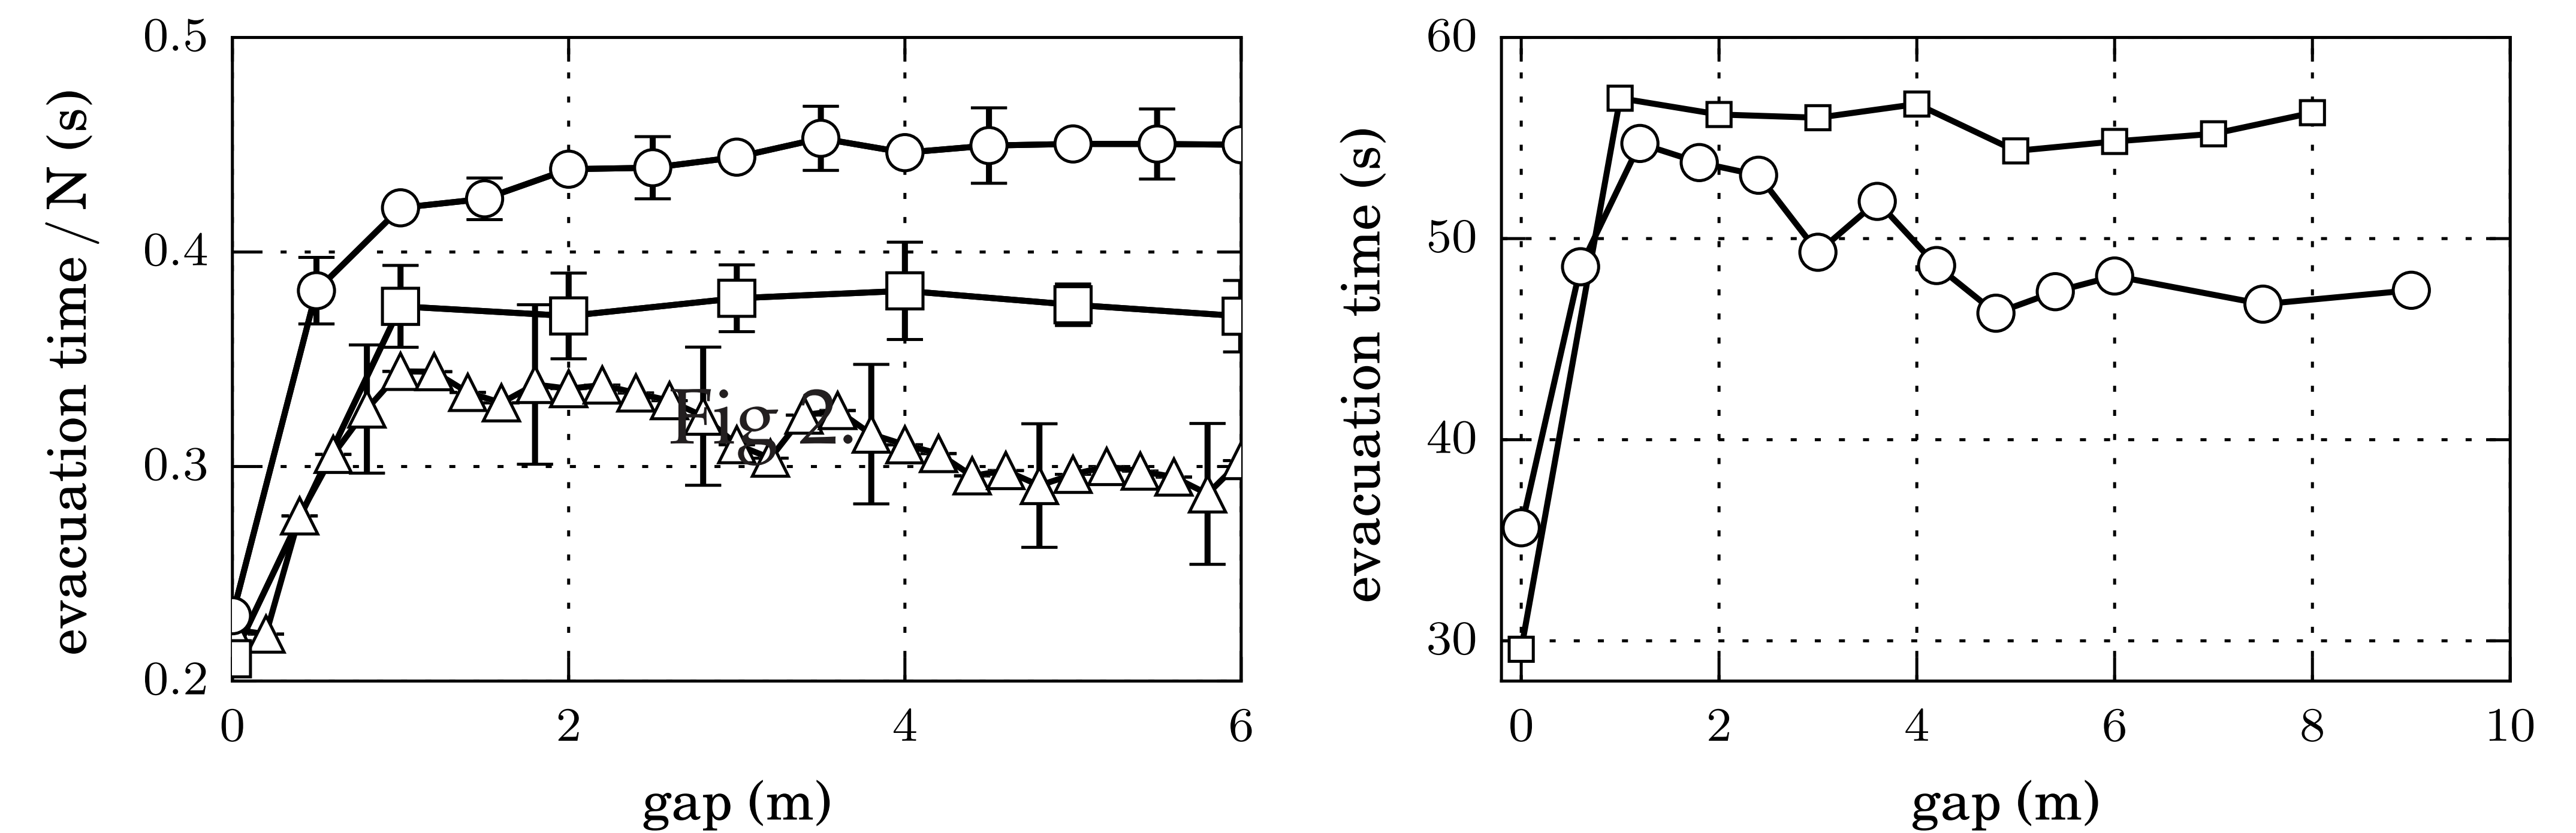 evacuation time / N (s)
0.5
0.4
0.3
0.2
0 2 4 6
gap (m)
Fig 2.
evacuation time (s)
60
50
40
30
0 2 4 6 8 10
gap (m)